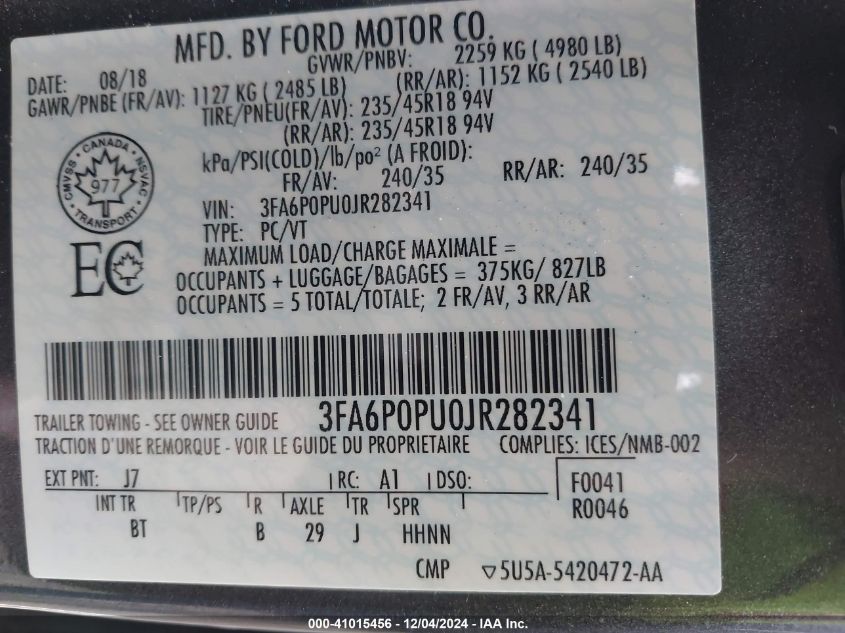 MFD. BY FORD MOTOR CO.
DATE: 08/18 GVWR/PNBV: 2259 KG ( 4980 LB)
GAWR/PNBE (FR/AV): 1127 KG ( 2485 LB) (RR/AR): 1152 KG ( 2540 LB)
TIRE/PNEU(FR/AV): 235/45R18 94V
(RR/AR): 235/45R18 94V
kPa/PSI(COLD)/lb/po² (A FROID):
FR/AV: 240/35 RR/AR: 240/35
CMVSS · CANADA · NSVAC
977
TRANSPORT
VIN: 3FA6P0PU0JR282341
TYPE: PC/VT
EC
MAXIMUM LOAD/CHARGE MAXIMALE =
OCCUPANTS + LUGGAGE/BAGAGES = 375KG/ 827LB
OCCUPANTS = 5 TOTAL/TOTALE; 2 FR/AV, 3 RR/AR
TRAILER TOWING - SEE OWNER GUIDE 3FA6P0PU0JR282341
TRACTION D'UNE REMORQUE - VOIR LE GUIDE DU PROPRIETAIRE COMPLIES: ICES/NMB-002
EXT PNT: J7 RC: A1 DSO: F0041
INT TR TP/PS R AXLE TR SPR R0046
BT B 29 J HHNN
CMP ▽5U5A-5420472-AA
000-41015456 - 12/04/2024 - IAA Inc.